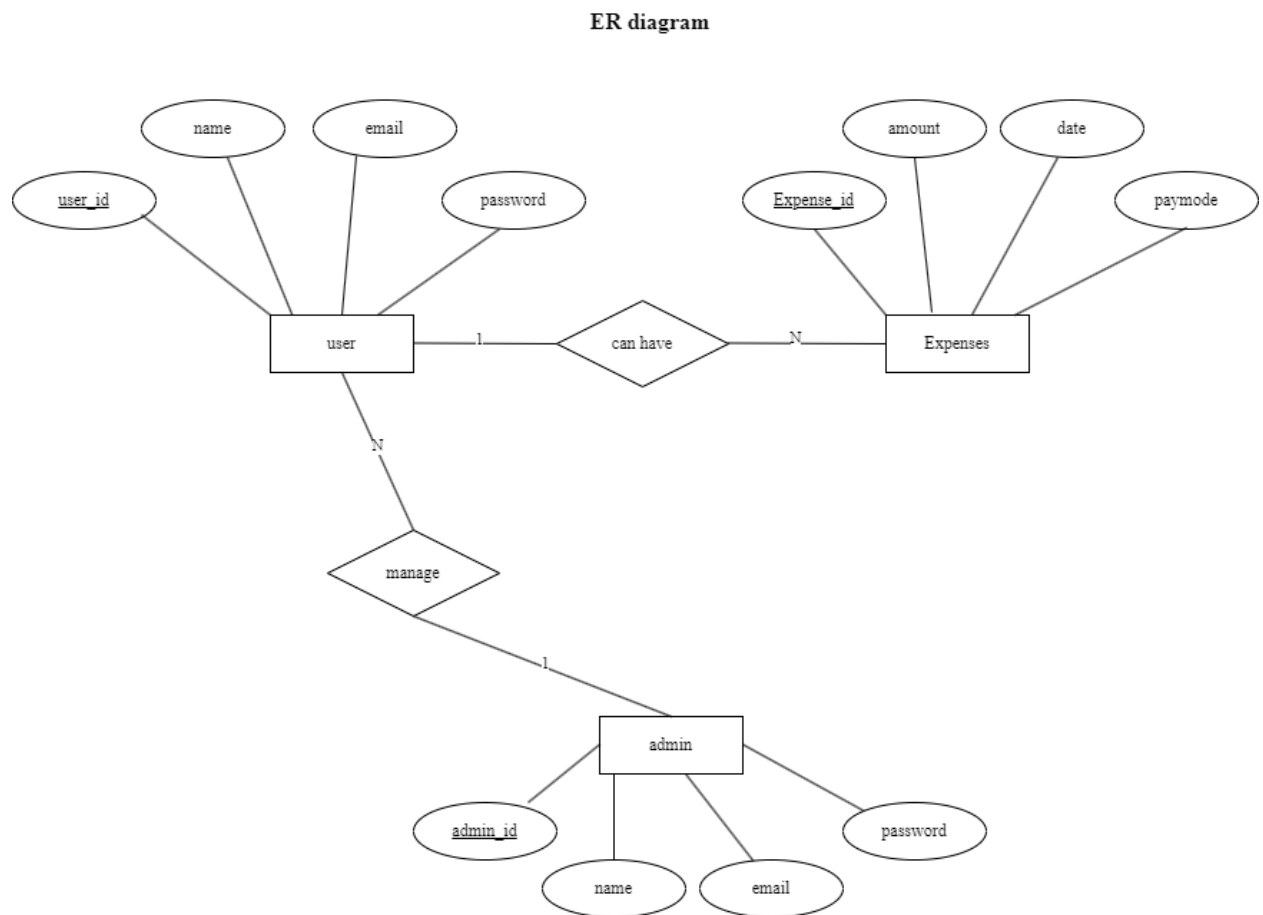 ER diagram
name
email
amount
date
user_id
password
Expense_id
paymode
user
1
can have
N
Expenses
N
manage
1
admin
admin_id
password
name
email